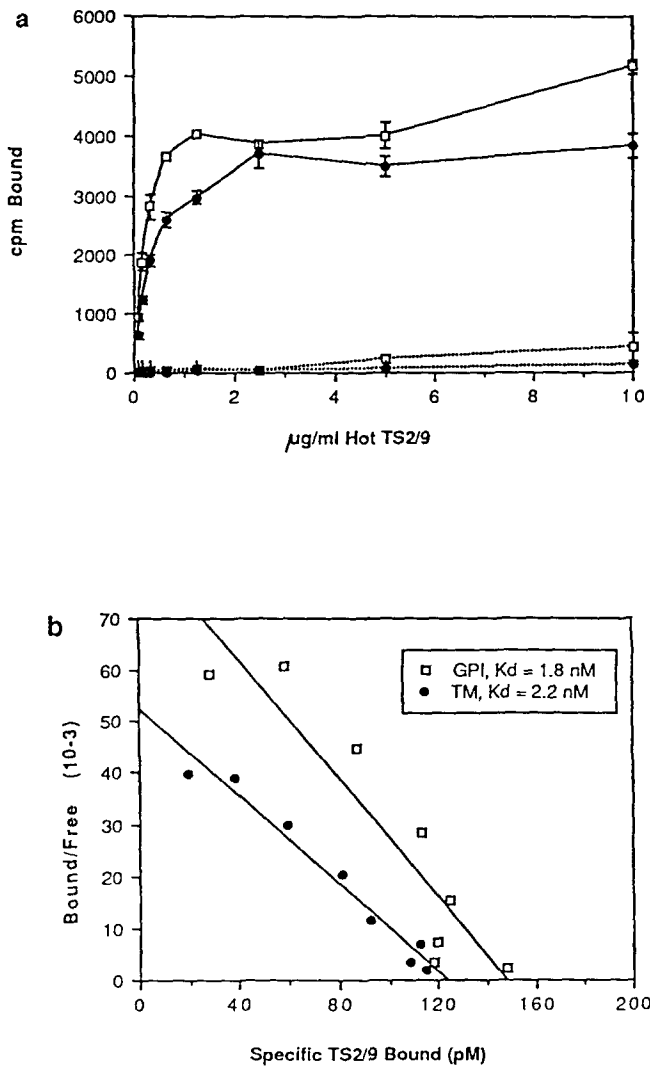 a
6000
5000
4000
3000
2000
1000
0
cpm Bound
0 2 4 6 8 10
µg/ml Hot TS2/9
b
70
60
50
40
30
20
10
0
Bound/Free (10-3)
GPI, Kd = 1.8 nM
TM, Kd = 2.2 nM
0 40 80 120 160 200
Specific TS2/9 Bound (pM)